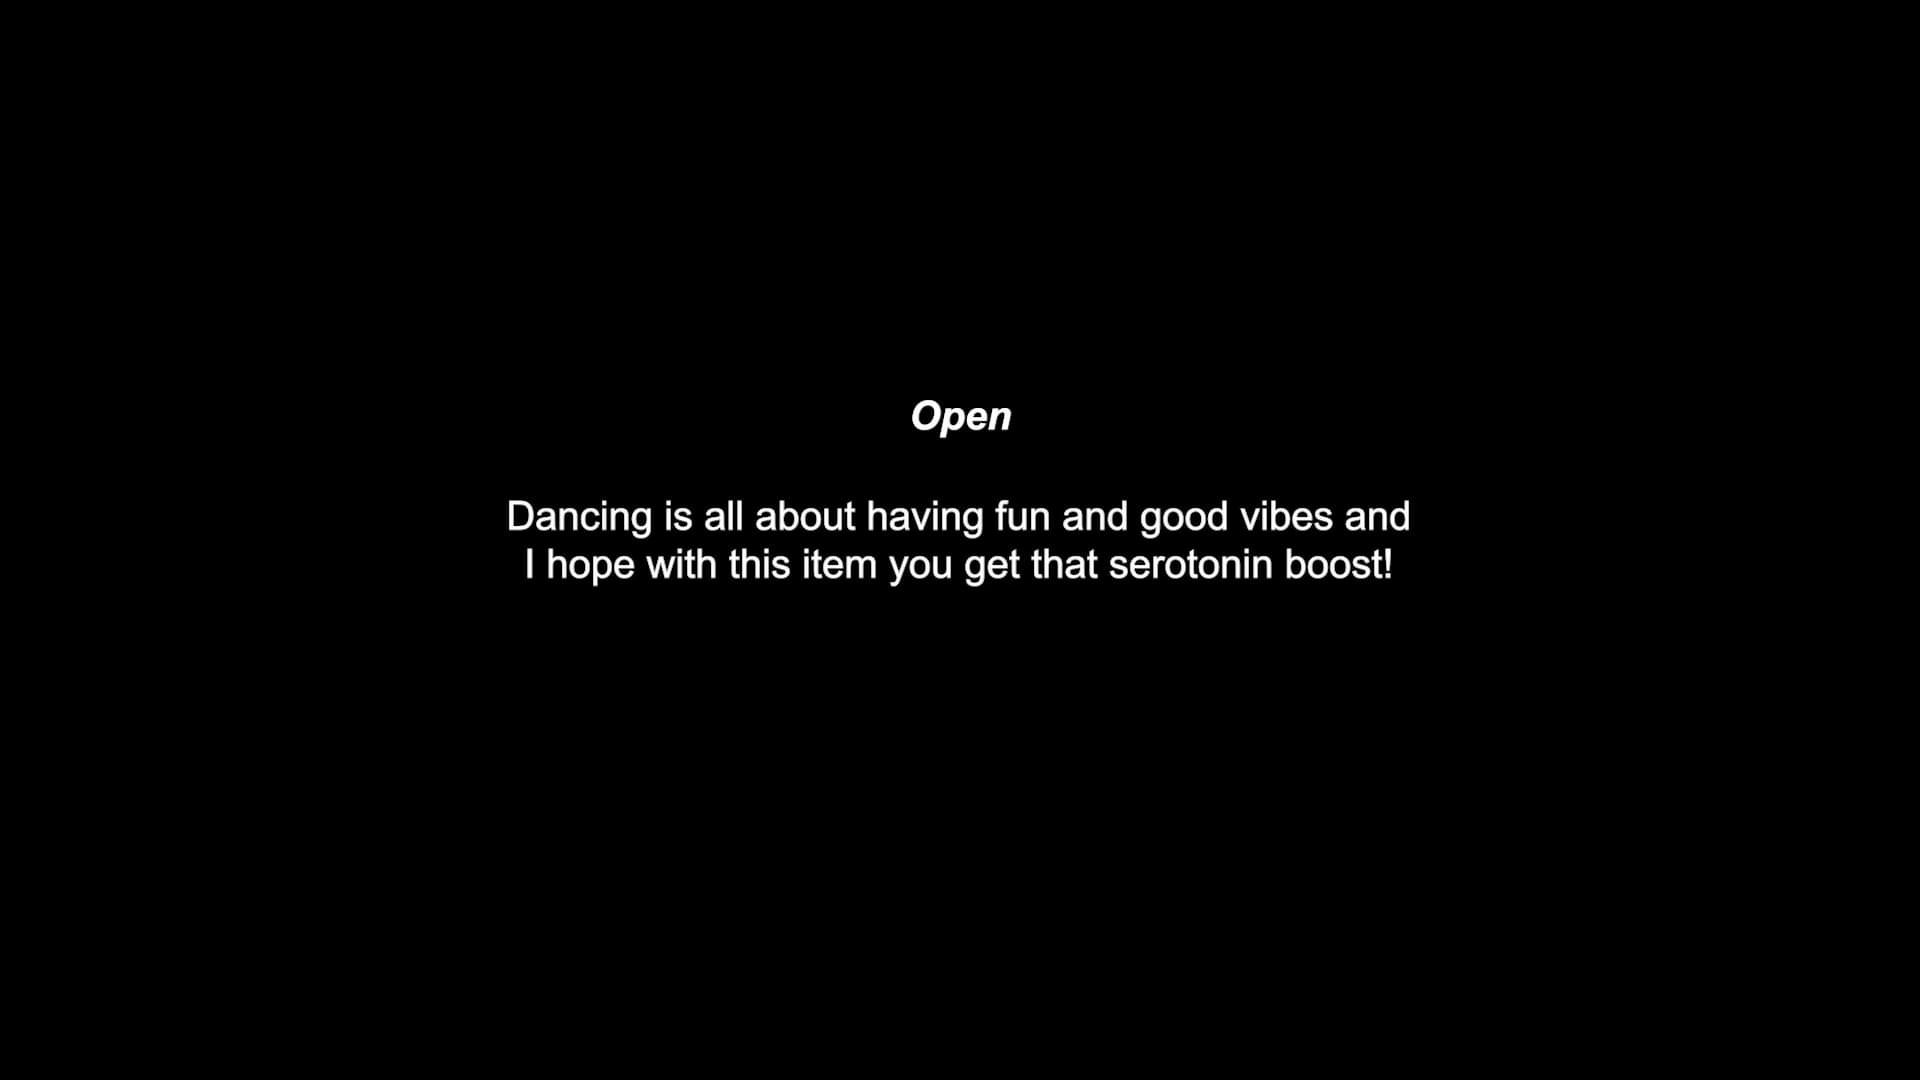 Open
Dancing is all about having fun and good vibes and
I hope with this item you get that serotonin boost!